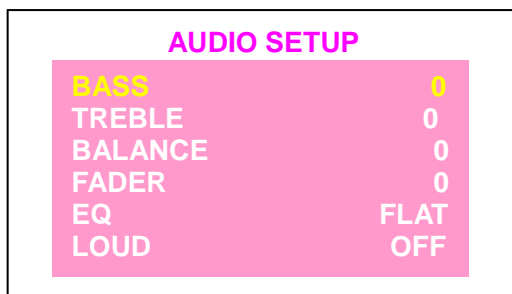 AUDIO SETUP
BASS 0
TREBLE 0
BALANCE 0
FADER 0
EQ FLAT
LOUD OFF